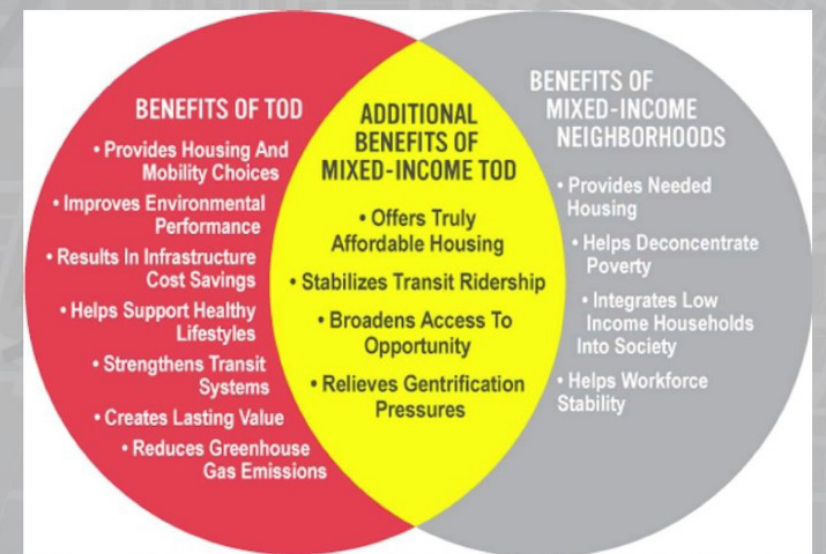 BENEFITS OF TOD
• Provides Housing And
Mobility Choices
• Improves Environmental
Performance
• Results In Infrastructure
Cost Savings
• Helps Support Healthy
Lifestyles
• Strengthens Transit
Systems
• Creates Lasting Value
• Reduces Greenhouse
Gas Emissions
ADDITIONAL
BENEFITS OF
MIXED-INCOME TOD
• Offers Truly
Affordable Housing
• Stabilizes Transit Ridership
• Broadens Access To
Opportunity
• Relieves Gentrification
Pressures
BENEFITS OF
MIXED-INCOME
NEIGHBORHOODS
• Provides Needed
Housing
• Helps Deconcentrate
Poverty
• Integrates Low
Income Households
Into Society
• Helps Workforce
Stability